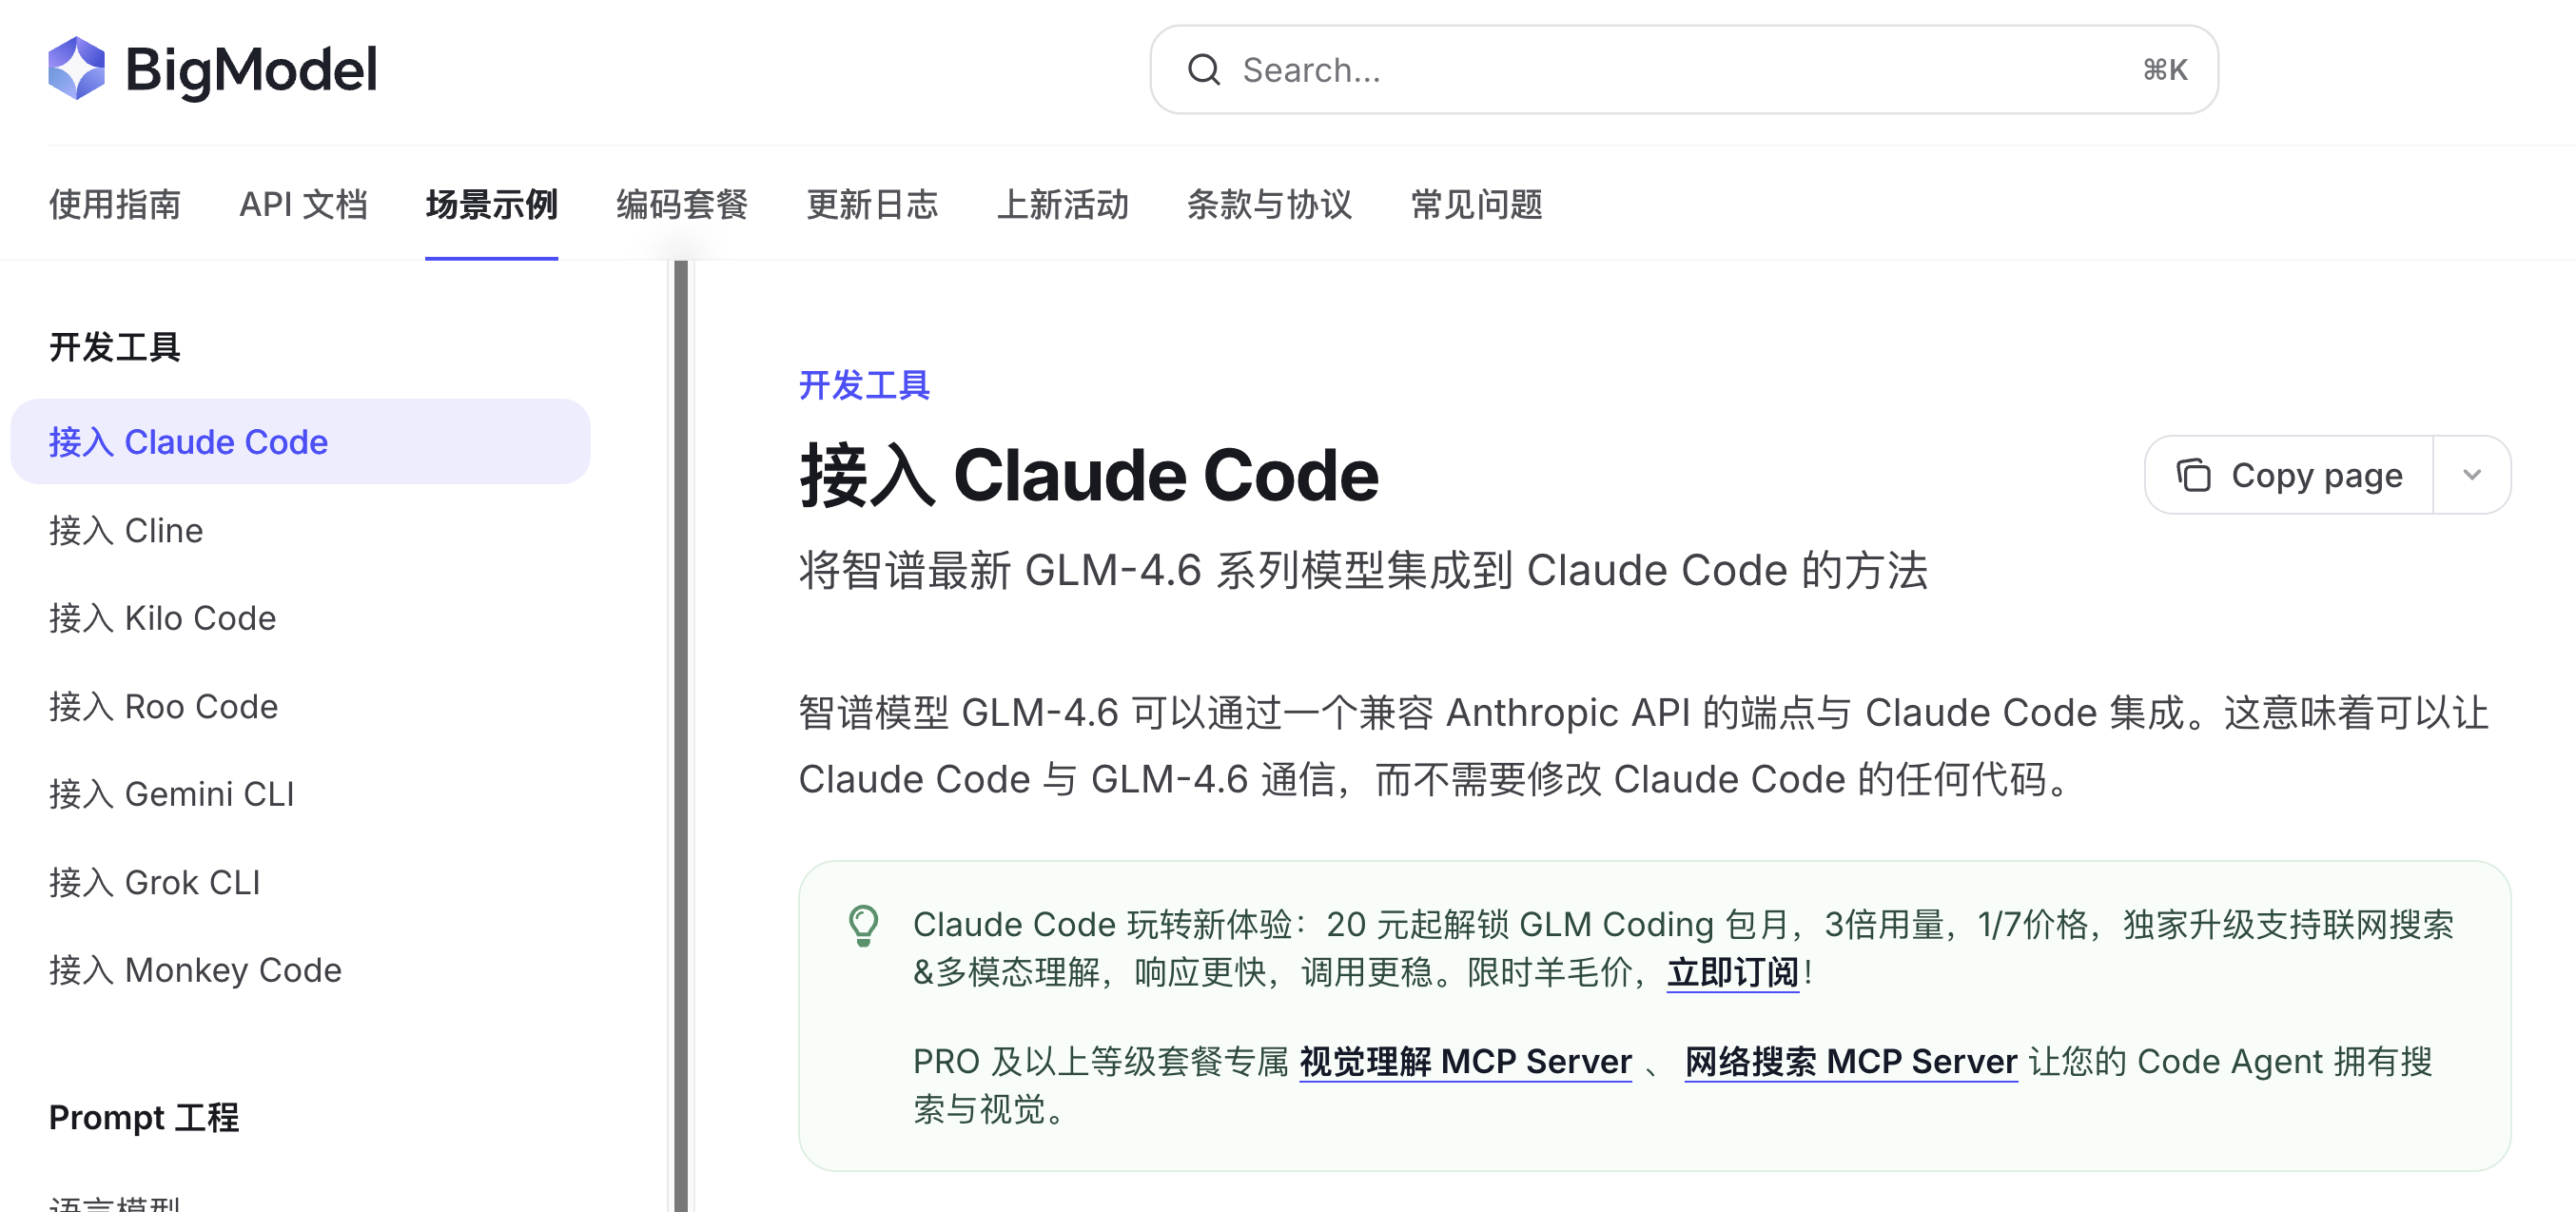 BigModel
Search...
⌘K
使用指南
API 文档
场景示例
编码套餐
更新日志
上新活动
条款与协议
常见问题
开发工具
接入 Claude Code
接入 Cline
接入 Kilo Code
接入 Roo Code
接入 Gemini CLI
接入 Grok CLI
接入 Monkey Code
Prompt 工程
语言模型
开发工具
接入 Claude Code
Copy page
将智谱最新 GLM-4.6 系列模型集成到 Claude Code 的方法
智谱模型 GLM-4.6 可以通过一个兼容 Anthropic API 的端点与 Claude Code 集成。这意味着可以让
Claude Code 与 GLM-4.6 通信，而不需要修改 Claude Code 的任何代码。
Claude Code 玩转新体验：20 元起解锁 GLM Coding 包月，3倍用量，1/7价格，独家升级支持联网搜索
&多模态理解，响应更快，调用更稳。限时羊毛价，立即订阅！
PRO 及以上等级套餐专属 视觉理解 MCP Server 、 网络搜索 MCP Server 让您的 Code Agent 拥有搜
索与视觉。